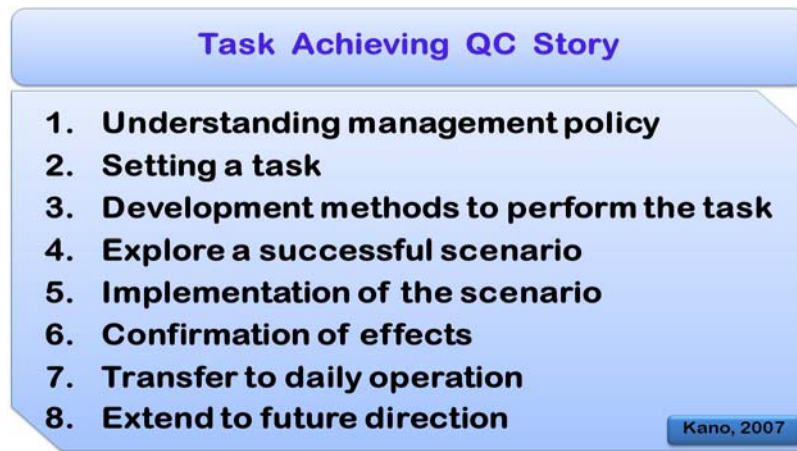 Task Achieving QC Story
1. Understanding management policy
2. Setting a task
3. Development methods to perform the task
4. Explore a successful scenario
5. Implementation of the scenario
6. Confirmation of effects
7. Transfer to daily operation
8. Extend to future direction
Kano, 2007